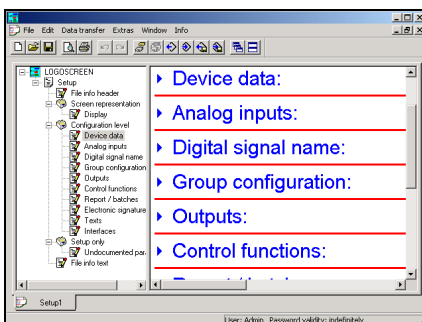 File Edit Data transfer Extras Window Info
LOGOSCREEN
Setup
File info header
Screen representation
Display
Configuration level
Device data
Analog inputs
Digital signal name
Group configuration
Outputs
Control functions
Report / batches
Electronic signature
Texts
Interfaces
Setup only
Undocumented par
File info text
Device data:
Analog inputs:
Digital signal name:
Group configuration:
Outputs:
Control functions:
Setup1
User: Admin Password validity: indefinitely